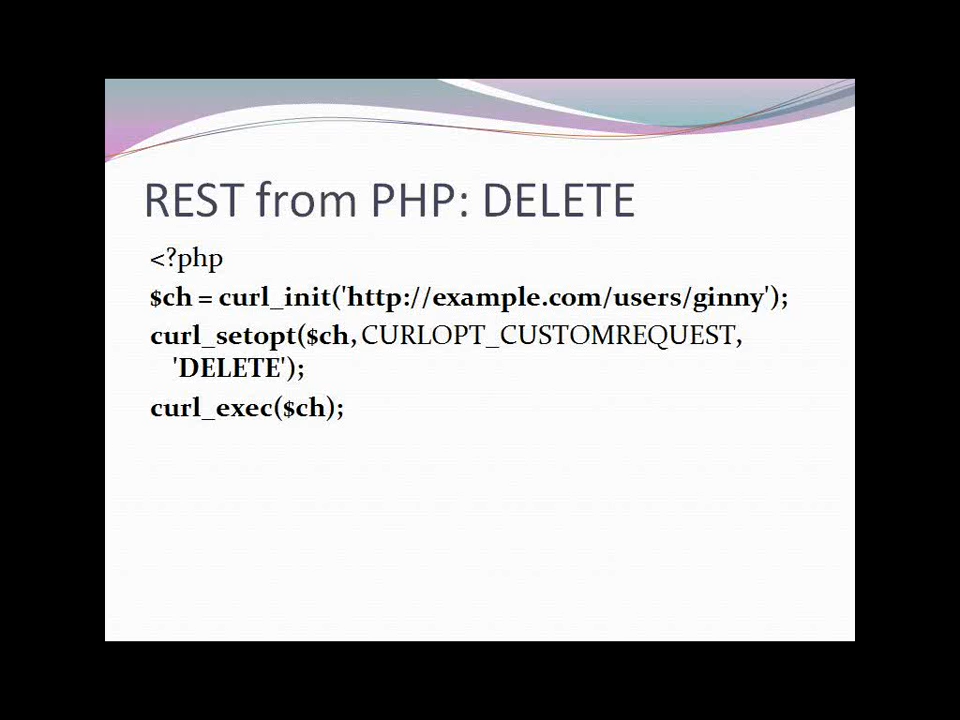 REST from PHP: DELETE
<?php
$ch = curl_init('http://example.com/users/ginny');
curl_setopt($ch, CURLOPT_CUSTOMREQUEST,
'DELETE');
curl_exec($ch);